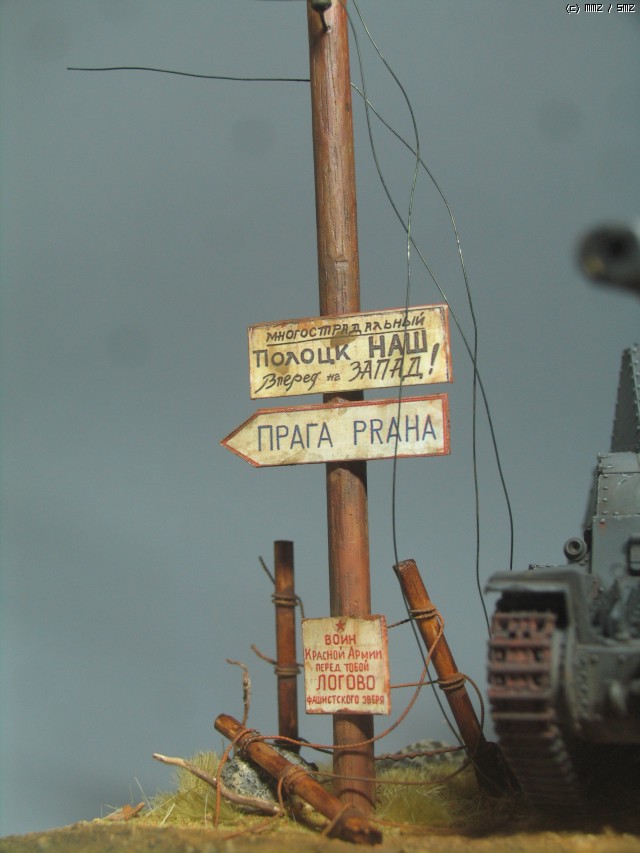 (c) MMZ / SMZ
МНОГОСТРАДАЛЬНЫЙ
ПОЛОЦК НАШ!
Вперед на ЗАПАД
ПРАГА PRAHA
ВОИН
КРАСНОЙ АРМИИ
ПЕРЕД ТОБОЙ
ЛОГОВО
ФАШИСТСКОГО ЗВЕРЯ